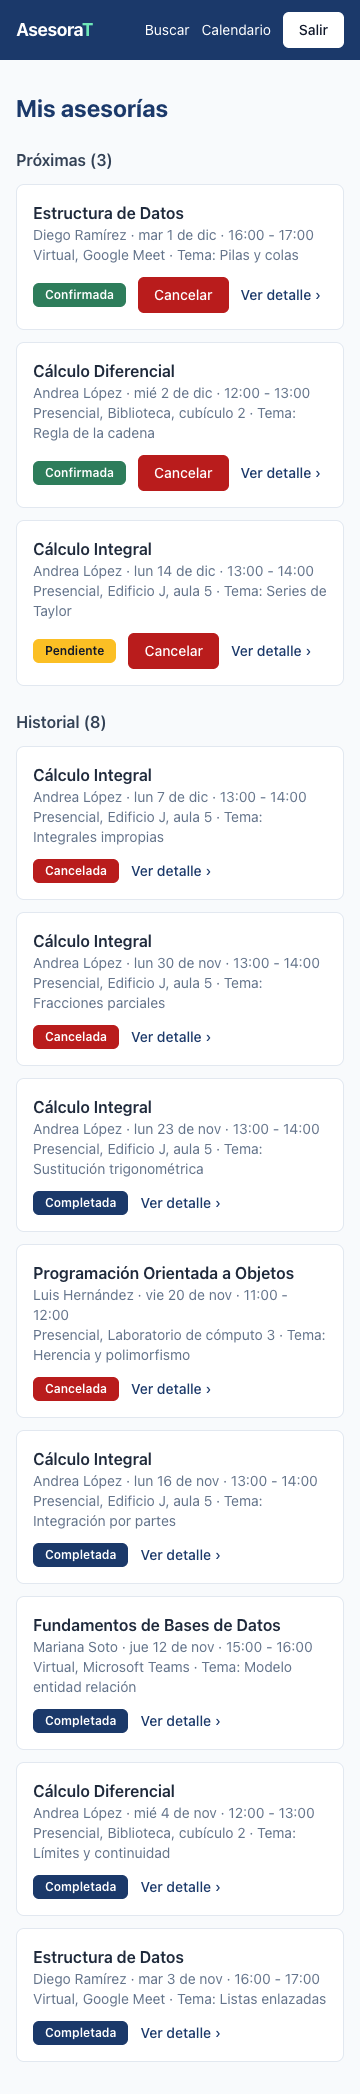 AsesoraT Buscar Calendario Salir
Mis asesorías
Próximas (3)
Estructura de Datos
Diego Ramírez · mar 1 de dic · 16:00 - 17:00
Virtual, Google Meet · Tema: Pilas y colas
Confirmada Cancelar Ver detalle ›
Cálculo Diferencial
Andrea López · mié 2 de dic · 12:00 - 13:00
Presencial, Biblioteca, cubículo 2 · Tema:
Regla de la cadena
Confirmada Cancelar Ver detalle ›
Cálculo Integral
Andrea López · lun 14 de dic · 13:00 - 14:00
Presencial, Edificio J, aula 5 · Tema: Series de
Taylor
Pendiente Cancelar Ver detalle ›
Historial (8)
Cálculo Integral
Andrea López · lun 7 de dic · 13:00 - 14:00
Presencial, Edificio J, aula 5 · Tema:
Integrales impropias
Cancelada Ver detalle ›
Cálculo Integral
Andrea López · lun 30 de nov · 13:00 - 14:00
Presencial, Edificio J, aula 5 · Tema:
Fracciones parciales
Cancelada Ver detalle ›
Cálculo Integral
Andrea López · lun 23 de nov · 13:00 - 14:00
Presencial, Edificio J, aula 5 · Tema:
Sustitución trigonométrica
Completada Ver detalle ›
Programación Orientada a Objetos
Luis Hernández · vie 20 de nov · 11:00 -
12:00
Presencial, Laboratorio de cómputo 3 · Tema:
Herencia y polimorfismo
Cancelada Ver detalle ›
Cálculo Integral
Andrea López · lun 16 de nov · 13:00 - 14:00
Presencial, Edificio J, aula 5 · Tema:
Integración por partes
Completada Ver detalle ›
Fundamentos de Bases de Datos
Mariana Soto · jue 12 de nov · 15:00 - 16:00
Virtual, Microsoft Teams · Tema: Modelo
entidad relación
Completada Ver detalle ›
Cálculo Diferencial
Andrea López · mié 4 de nov · 12:00 - 13:00
Presencial, Biblioteca, cubículo 2 · Tema:
Límites y continuidad
Completada Ver detalle ›
Estructura de Datos
Diego Ramírez · mar 3 de nov · 16:00 - 17:00
Virtual, Google Meet · Tema: Listas enlazadas
Completada Ver detalle ›